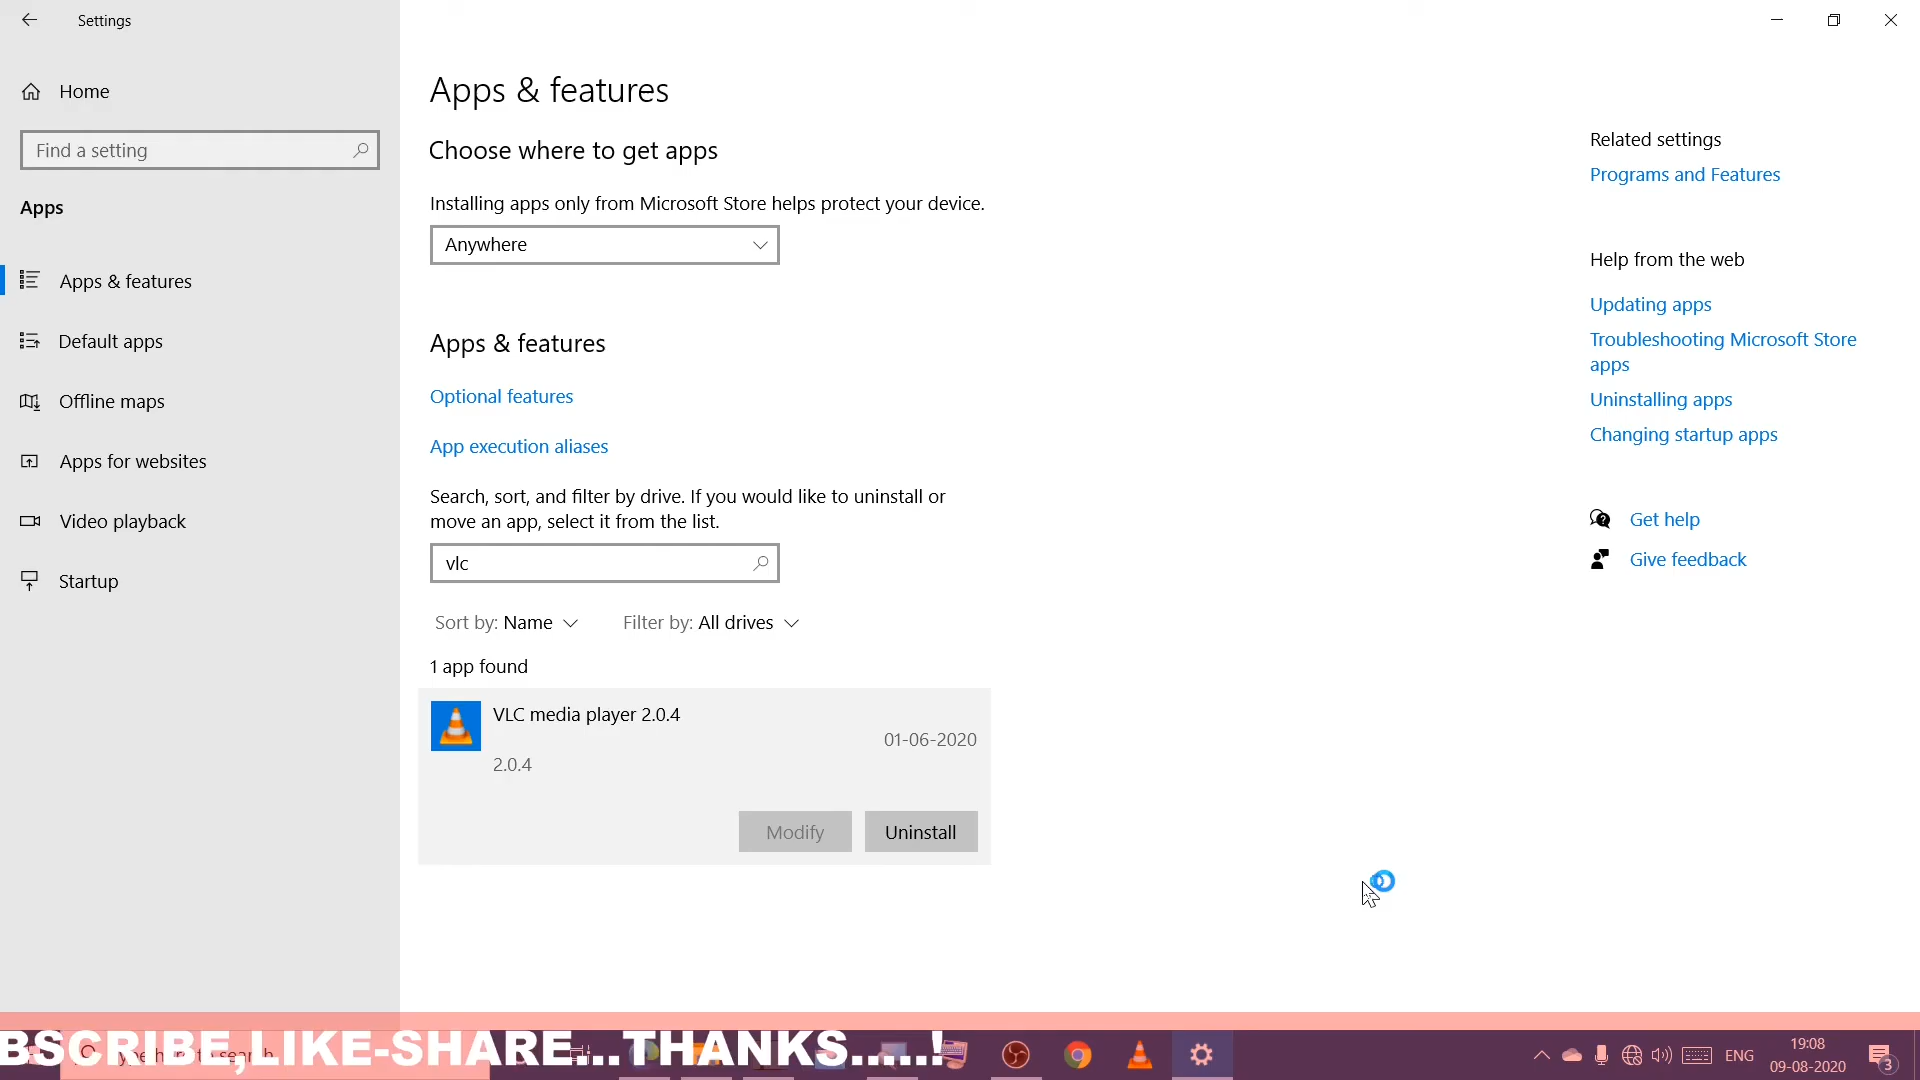 Settings
Home
Find a setting
Apps
Apps & features
Default apps
Offline maps
Apps for websites
Video playback
Startup
Apps & features
Choose where to get apps
Installing apps only from Microsoft Store helps protect your device.
Anywhere
Apps & features
Optional features
App execution aliases
Search, sort, and filter by drive. If you would like to uninstall or
move an app, select it from the list.
vlc
Sort by: Name
Filter by: All drives
1 app found
VLC media player 2.0.4
01-06-2020
2.0.4
Modify
Uninstall
Related settings
Programs and Features
Help from the web
Updating apps
Troubleshooting Microsoft Store
apps
Uninstalling apps
Changing startup apps
Get help
Give feedback
BSCRIBE,LIKE-SHARE...THANKS.....!
ENG
19:08
09-08-2020
3